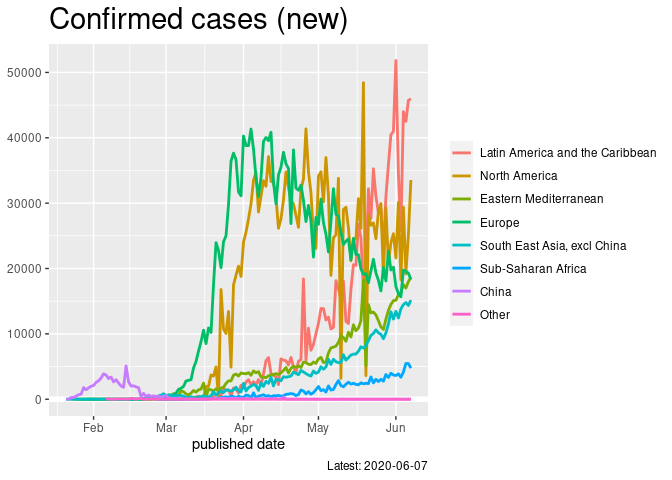 Confirmed cases (new)
50000
40000
30000
20000
10000
0
Feb Mar Apr May Jun
published date
Latest: 2020-06-07
Latin America and the Caribbean
North America
Eastern Mediterranean
Europe
South East Asia, excl China
Sub-Saharan Africa
China
Other